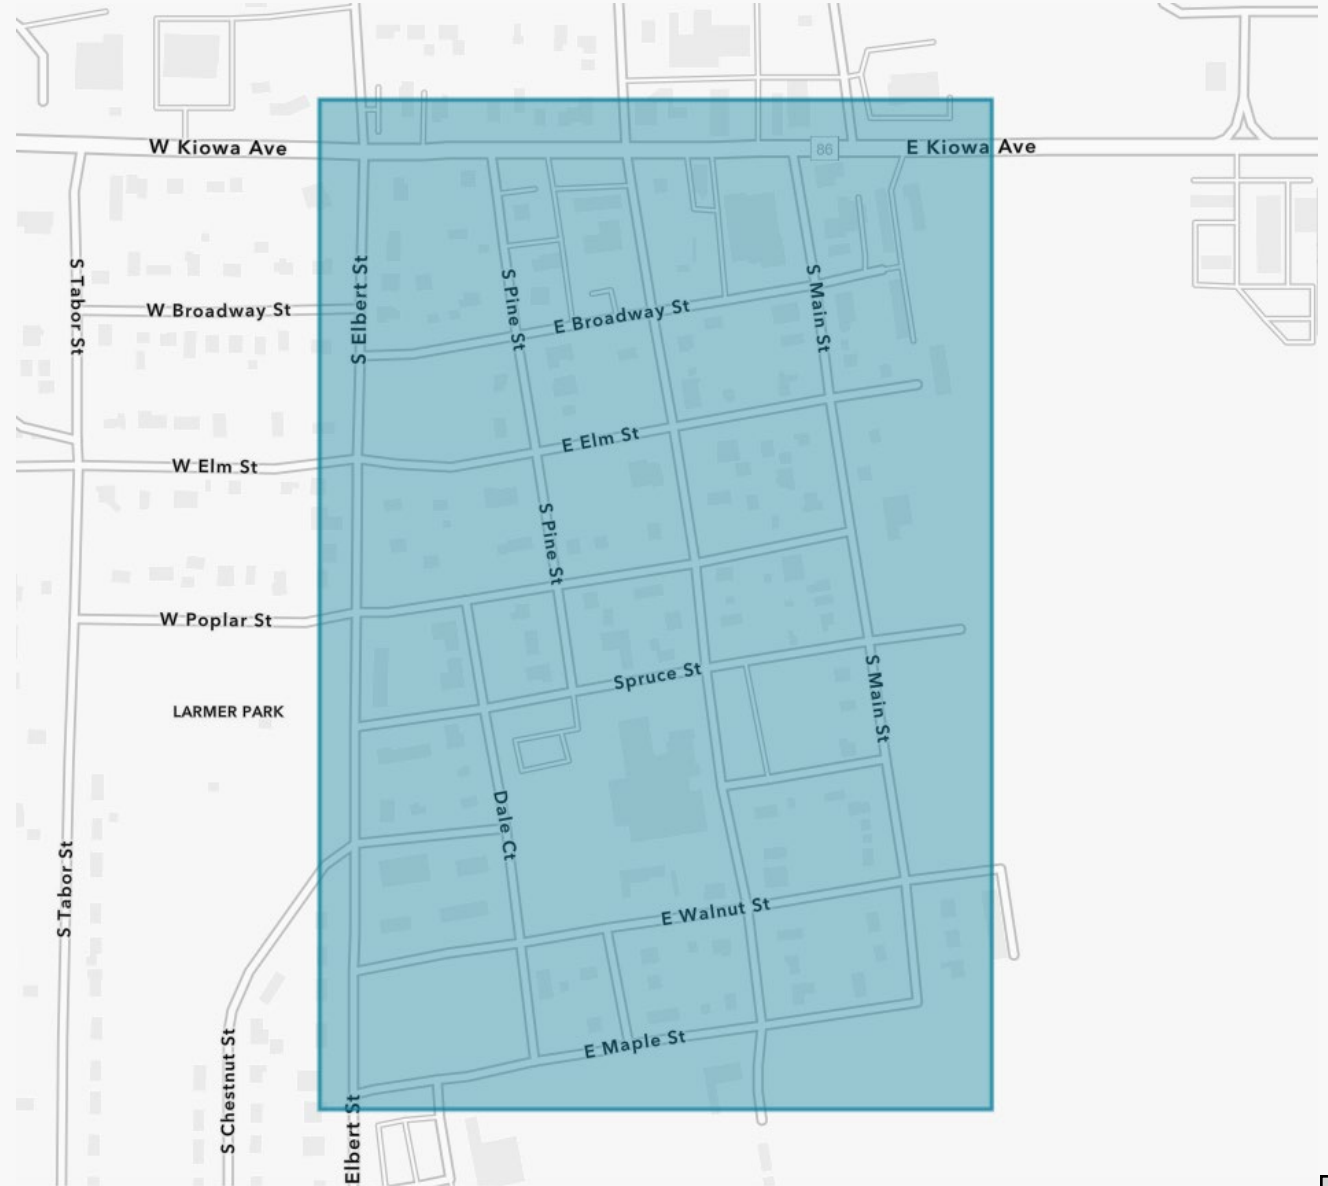 W Kiowa Ave
86
E Kiowa Ave
S Tabor St
W Broadway St
S Elbert St
S Pine St
E Broadway St
S Main St
W Elm St
E Elm St
S Pine St
W Poplar St
Spruce St
S Main St
LARMER PARK
Dale Ct
S Tabor St
E Walnut St
S Chestnut St
E Maple St
Elbert St